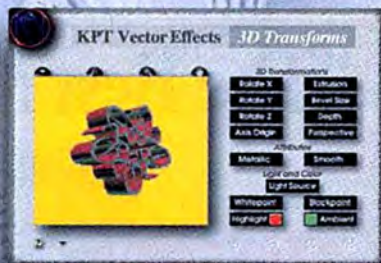 KPT Vector Effects 3D Transforms
3D Transformations
Rotate X Extrusion
Rotate Y Bevel Size
Rotate Z Depth
Axis Origin Perspective
Attributes
Metallic Smooth
Light and Color
Light Source
Whitepoint Blackpoint
Highlight Ambient